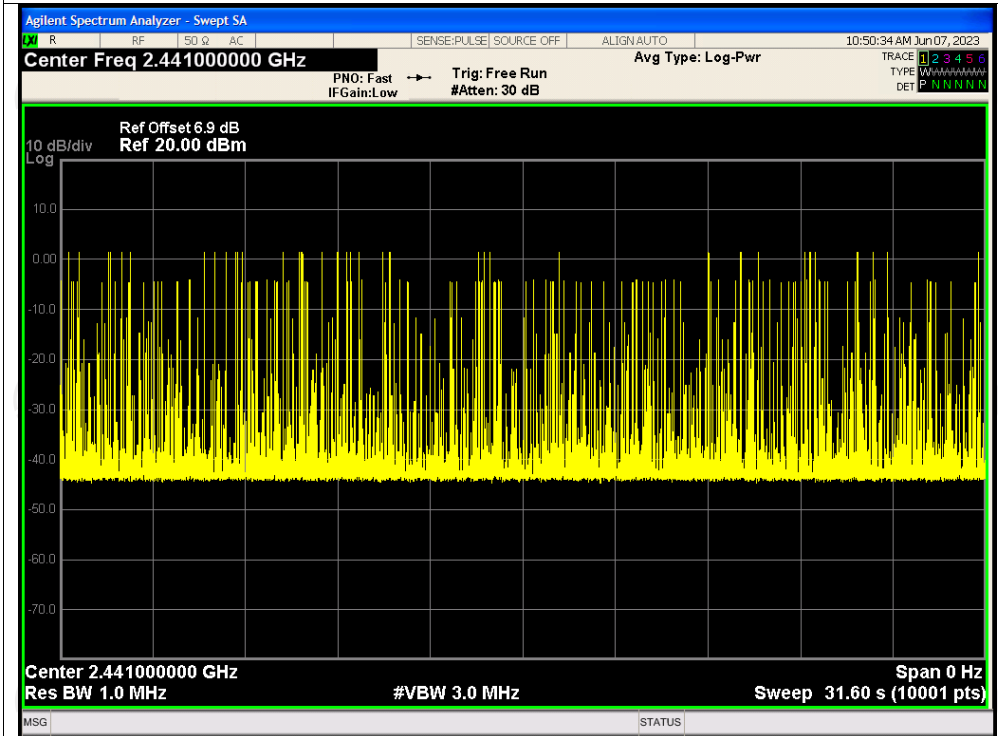 Agilent Spectrum Analyzer - Swept SA
LXI R RF 50 Ω AC SENSE:PULSE SOURCE OFF ALIGN AUTO 10:50:34 AM Jun 07, 2023
Center Freq 2.441000000 GHz Avg Type: Log-Pwr TRACE 1 2 3 4 5 6
PNO: Fast Trig: Free Run TYPE W
IFGain:Low #Atten: 30 dB DET P N N N N N
Ref Offset 6.9 dB
10 dB/div Ref 20.00 dBm
Log
10.0
0.00
-10.0
-20.0
-30.0
-40.0
-50.0
-60.0
-70.0
Center 2.441000000 GHz Span 0 Hz
Res BW 1.0 MHz #VBW 3.0 MHz Sweep 31.60 s (10001 pts)
MSG STATUS